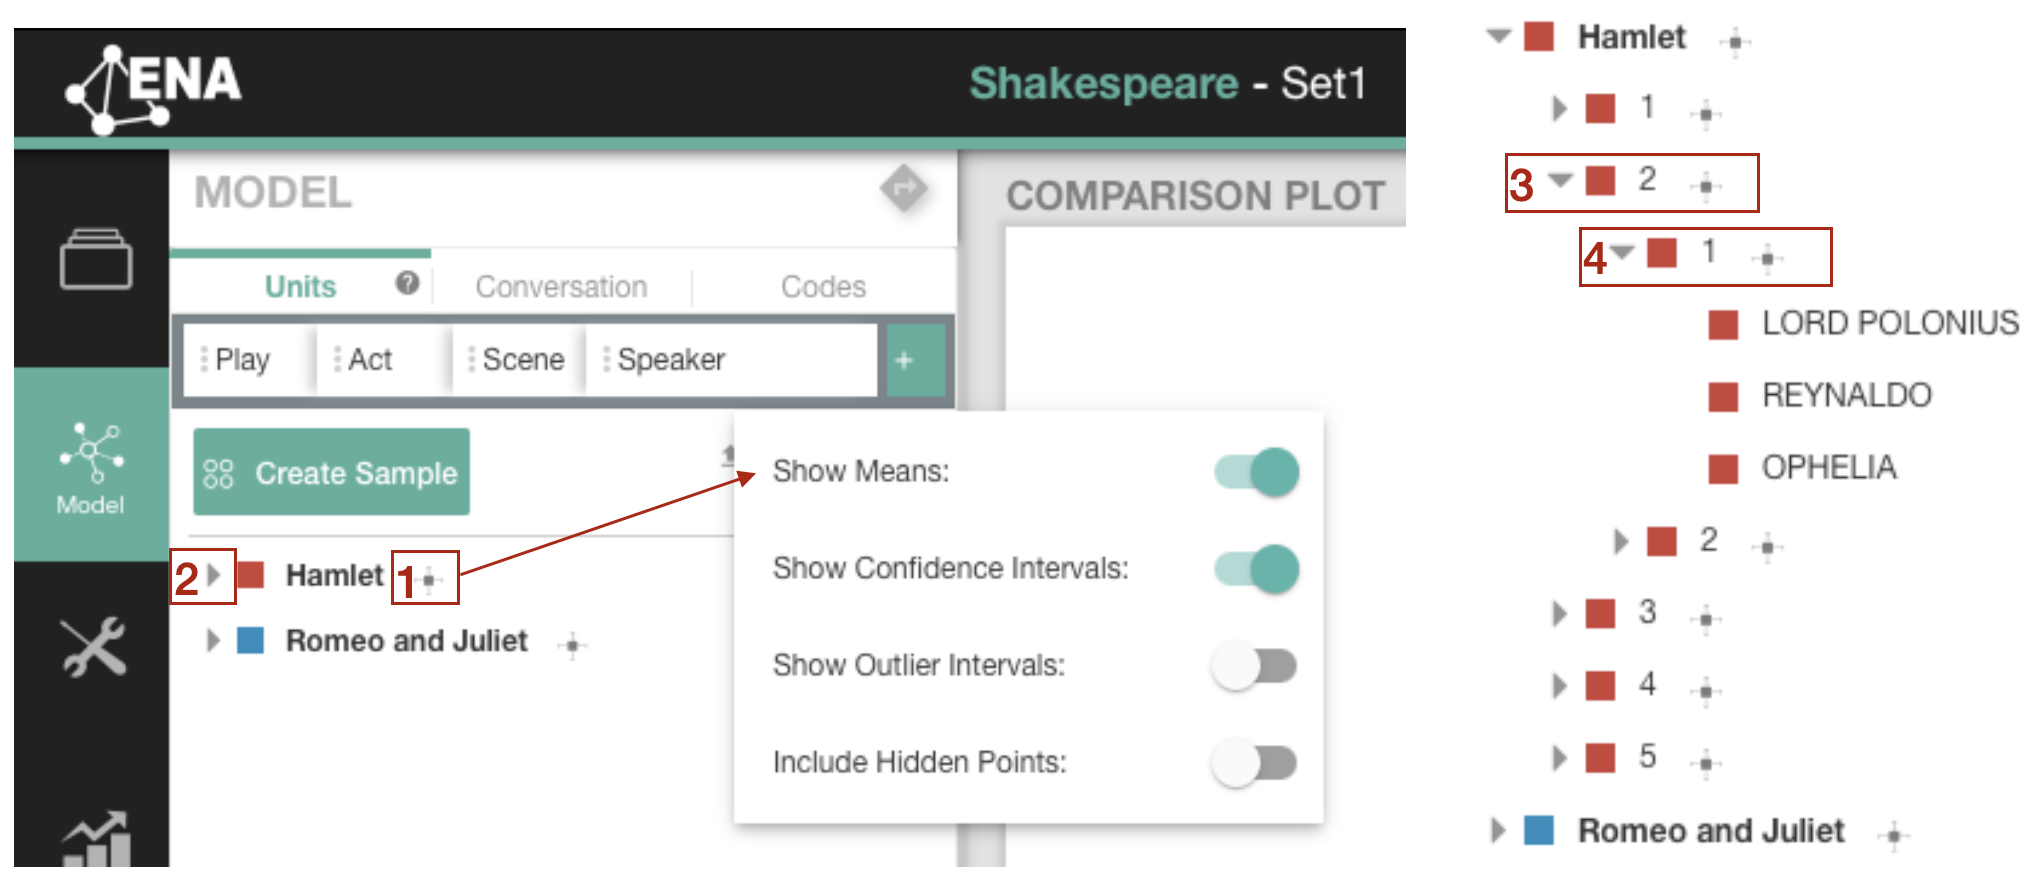 ENA
Shakespeare - Set1
MODEL
COMPARISON PLOT
Units ? Conversation Codes
Play Act Scene Speaker +
Create Sample
Model
Show Means:
Show Confidence Intervals:
Show Outlier Intervals:
Include Hidden Points:
2 Hamlet 1
Romeo and Juliet
Hamlet
1
3 2
4 1
LORD POLONIUS
REYNALDO
OPHELIA
2
3
4
5
Romeo and Juliet